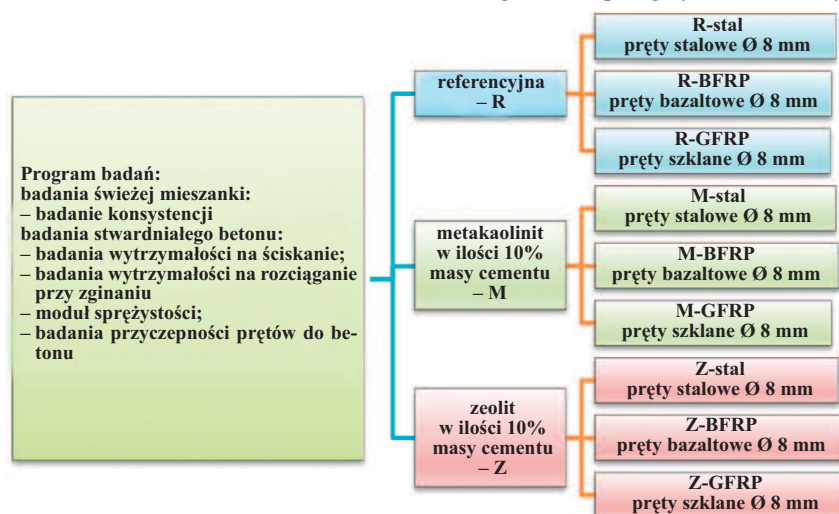 Program badań:
badania świeżej mieszanki:
– badanie konsystencji
badania stwardniałego betonu:
– badania wytrzymałości na ściskanie;
– badania wytrzymałości na rozciąganie
przy zginaniu
– moduł sprężystości;
– badania przyczepności prętów do be-
tonu
referencyjna
– R
R-stal
pręty stalowe Ø 8 mm
R-BFRP
pręty bazaltowe Ø 8 mm
R-GFRP
pręty szklane Ø 8 mm
metakaolinit
w ilości 10%
masy cementu
– M
M-stal
pręty stalowe Ø 8 mm
M-BFRP
pręty bazaltowe Ø 8 mm
M-GFRP
pręty szklane Ø 8 mm
zeolit
w ilości 10%
masy cementu
– Z
Z-stal
pręty stalowe Ø 8 mm
Z-BFRP
pręty bazaltowe Ø 8 mm
Z-GFRP
pręty szklane Ø 8 mm